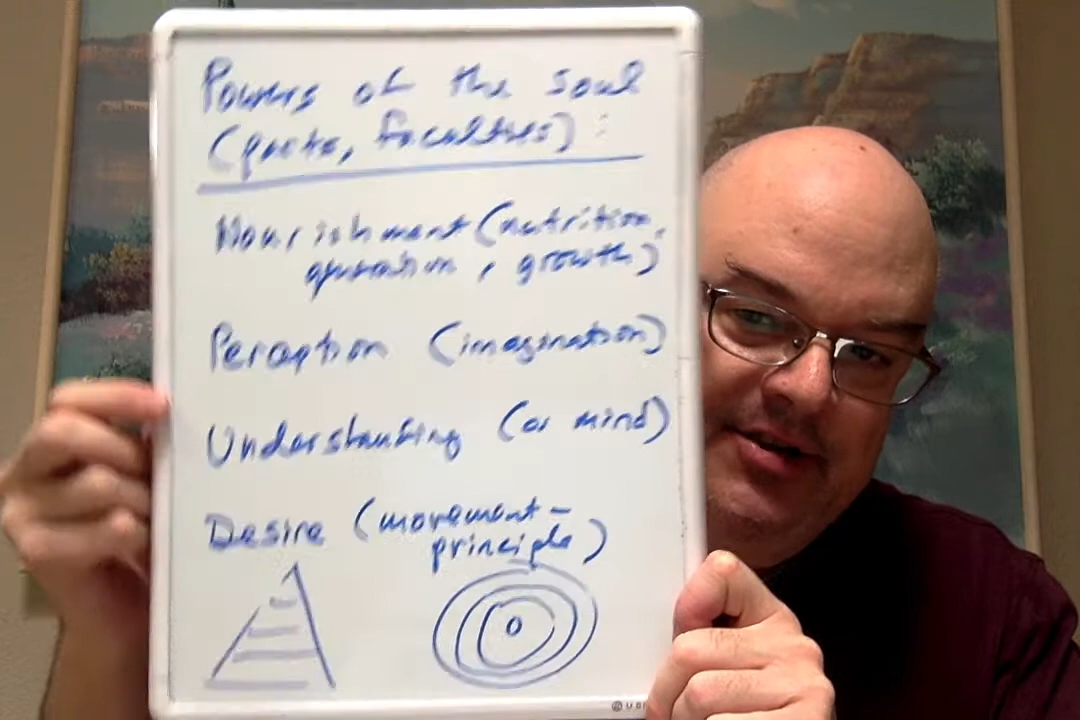 Powers of the soul
(parts, faculties):
Nourishment (nutrition,
generation, growth)
Perception (imagination)
Understanding (or mind)
Desire (movement-
principle)